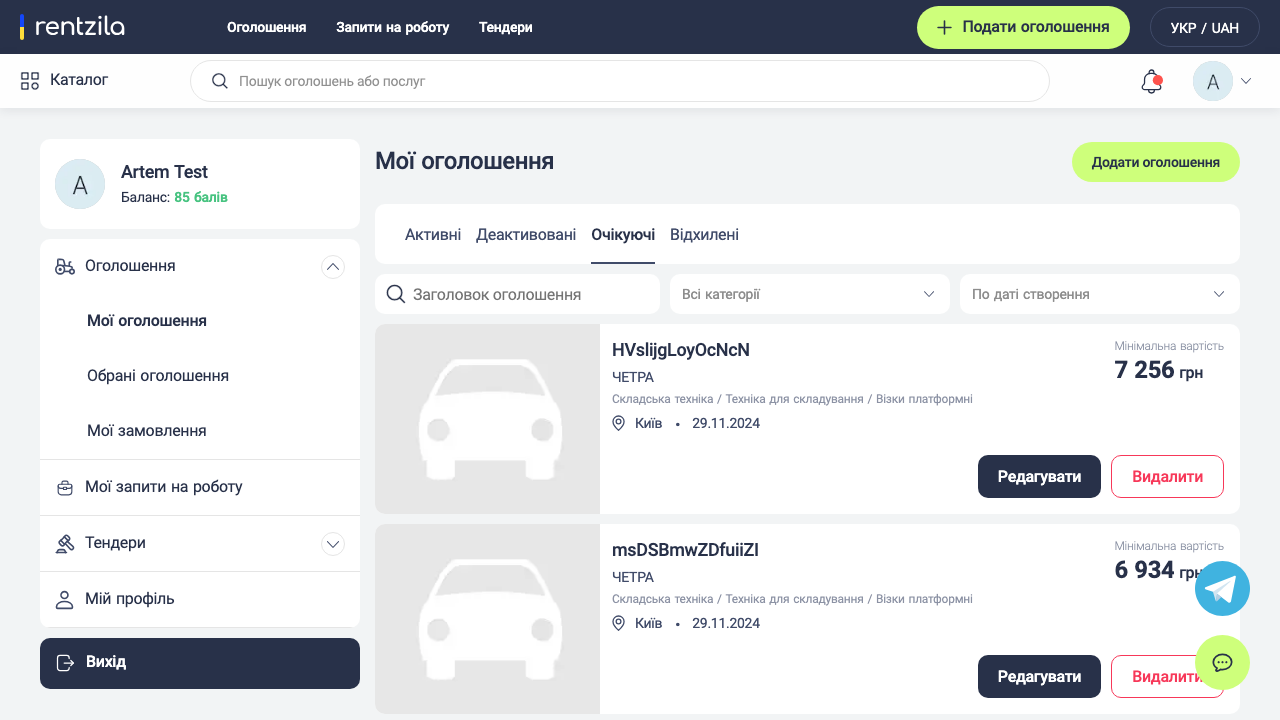 rentzila
Оголошення Запити на роботу Тендери
Подати оголошення
УКР / UAH
Каталог
Пошук оголошень або послуг
A
A
Artem Test
Баланс: 85 балів
Оголошення
Мої оголошення
Обрані оголошення
Мої замовлення
Мої запити на роботу
Тендери
Мій профіль
Вихід
Мої оголошення
Додати оголошення
Активні Деактивовані Очікуючі Відхилені
Заголовок оголошення
Всі категорії
По даті створення
HVslijgLoyOcNcN
ЧЕТРА
Складська техніка / Техніка для складування / Візки платформні
Київ • 29.11.2024
Мінімальна вартість
7 256 грн
Редагувати
Видалити
msDSBmwZDfuiiZI
ЧЕТРА
Складська техніка / Техніка для складування / Візки платформні
Київ • 29.11.2024
Мінімальна вартість
6 934 грн
Редагувати
Видалити